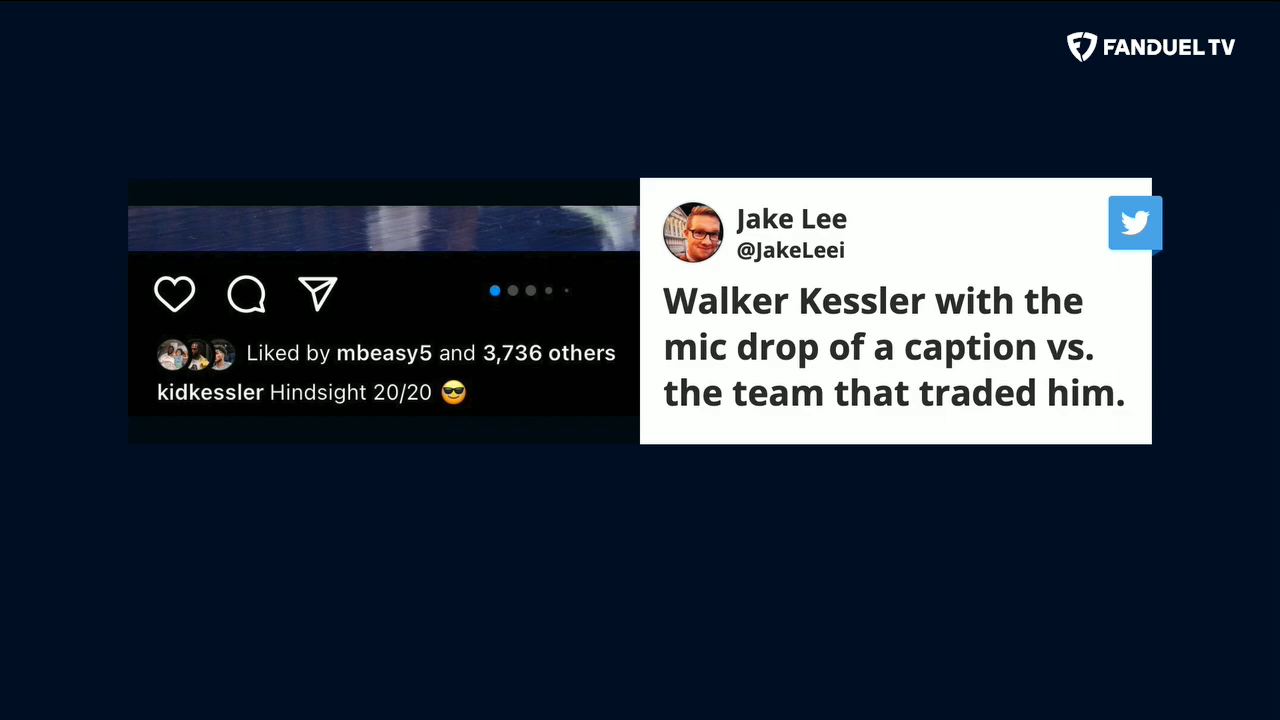 FANDUEL TV
Liked by mbeasy5 and 3,736 others
kidkessler Hindsight 20/20 😎
Jake Lee
@JakeLeei
Walker Kessler with the
mic drop of a caption vs.
the team that traded him.